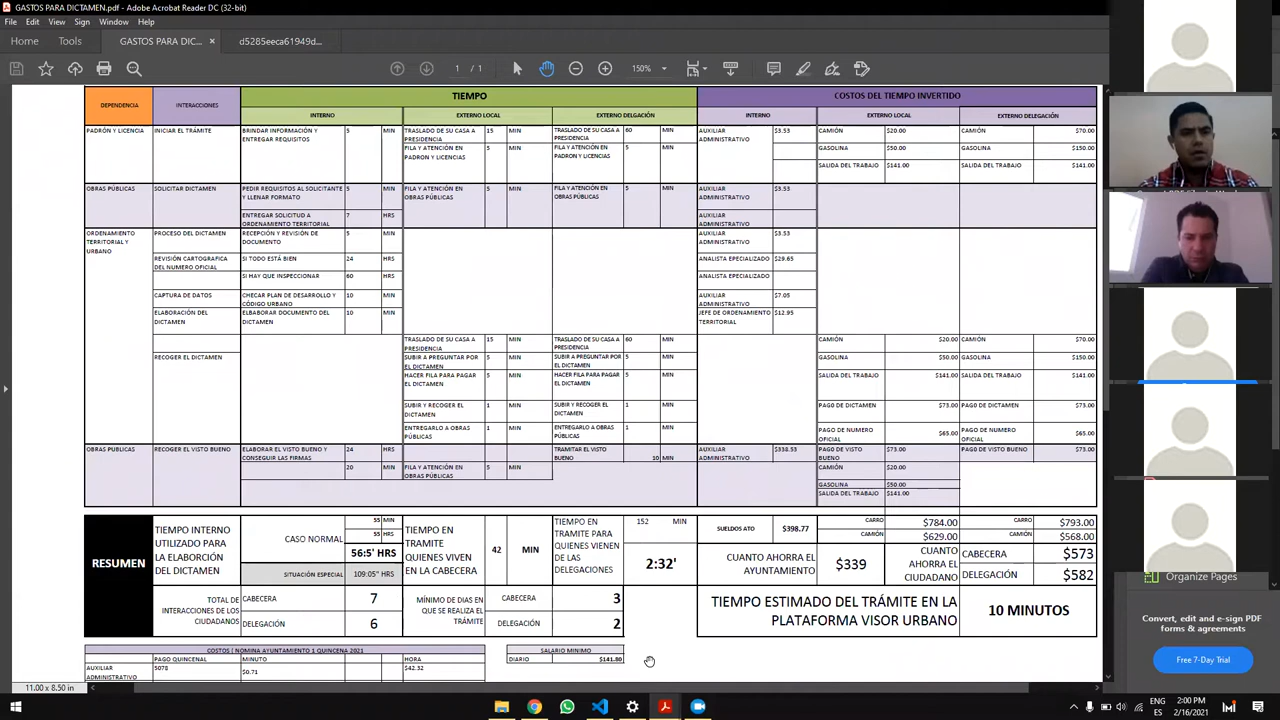 GASTOS PARA DICTAMEN.pdf - Adobe Acrobat Reader DC (32-bit)
File Edit View Sign Window Help
Home Tools GASTOS PARA DIC... × d5285eeca61949d...
1 / 1 150%
DEPENDENCIA INTERACCIONES TIEMPO COSTOS DEL TIEMPO INVERTIDO
INTERNO EXTERNO LOCAL EXTERNO DELGACIÓN INTERNO EXTERNO LOCAL EXTERNO DELEGACIÓN
PADRÓN Y LICENCIA INICIAR EL TRÁMITE BRINDAR INFORMACIÓN Y 5 MIN TRASLADO DE SU CASA A 15 MIN TRASLADO DE SU CASA A 60 MIN AUXILIAR $3.53 CAMIÓN $20.00 CAMIÓN $70.00
ENTREGAR REQUISITOS PRESIDENCIA PRESIDENCIA ADMINISTRATIVO
FILA Y ATENCIÓN EN 5 MIN FILA Y ATENCIÓN EN 5 MIN GASOLINA $50.00 GASOLINA $150.00
PADRON Y LICENCIAS PADRON Y LICENCIAS
SALIDA DEL TRABAJO $141.00 SALIDA DEL TRABAJO $141.00
OBRAS PÚBLICAS SOLICITAR DICTAMEN PEDIR REQUISITOS AL SOLICITANTE 5 MIN FILA Y ATENCIÓN EN 5 MIN FILA Y ATENCIÓN EN 5 MIN AUXILIAR $3.53
Y LLENAR FORMATO OBRAS PÚBLICAS OBRAS PÚBLICAS ADMINISTRATIVO
ENTREGAR SOLICITUD A 7 HRS AUXILIAR
ORDENAMIENTO TERRITORIAL ADMINISTRATIVO
ORDENAMIENTO PROCESO DEL DICTAMEN RECEPCIÓN Y REVISIÓN DE 5 MIN AUXILIAR $3.53
TERRITORIAL Y DOCUMENTO ADMINISTRATIVO
URBANO
REVISIÓN CARTOGRAFICA SI TODO ESTÁ BIEN 24 HRS ANALISTA EPECIALIZADO $29.65
DEL NUMERO OFICIAL
SI HAY QUE INSPECCIONAR 60 HRS ANALISTA EPECIALIZADO
CAPTURA DE DATOS CHECAR PLAN DE DESARROLLO Y 10 MIN AUXILIAR $7.05
CÓDIGO URBANO ADMINISTRATIVO
ELABORACIÓN DEL ELBABORAR DOCUMENTO DEL 10 MIN JEFE DE ORDENAMIENTO $12.95
DICTAMEN DICTAMEN TERRITORIAL
TRASLADO DE SU CASA A 15 MIN TRASLADO DE SU CASA A 60 MIN CAMIÓN $20.00 CAMIÓN $70.00
PRESIDENCIA PRESIDENCIA
RECOGER EL DICTAMEN SUBIR A PREGUNTAR POR 5 MIN SUBIR A PREGUNTAR POR 5 MIN GASOLINA $50.00 GASOLINA $150.00
EL DICTAMEN EL DICTAMEN
HACER FILA PARA PAGAR 5 MIN HACER FILA PARA PAGAR 5 MIN SALIDA DEL TRABAJO $141.00 SALIDA DEL TRABAJO $141.00
EL DICTAMEN EL DICTAMEN
SUBIR Y RECOGER EL 1 MIN SUBIR Y RECOGER EL 1 MIN PAGO DE DICTAMEN $73.00 PAGO DE DICTAMEN $73.00
DICTAMEN DICTAMEN
ENTREGARLO A OBRAS 1 MIN ENTREGARLO A OBRAS 1 MIN PAGO DE NUMERO $65.00 PAGO DE NUMERO $65.00
PÚBLICAS PÚBLICAS OFICIAL OFICIAL
OBRAS PUBLICAS RECOGER EL VISTO BUENO ELABORAR EL VISTO BUENO Y 24 HRS TRAMITAR EL VISTO AUXILIAR $338.53 PAGO DE VISTO $73.00 PAGO DE VISTO BUENO $73.00
CONSEGUIR LAS FIRMAS BUENO 10 MIN ADMINISTRATIVO BUENO
20 MIN FILA Y ATENCIÓN EN 5 MIN CAMIÓN $20.00
OBRAS PÚBLICAS
GASOLINA $50.00
SALIDA DEL TRABAJO $141.00
RESUMEN
TIEMPO INTERNO
UTILIZADO PARA
LA ELABORCIÓN
DEL DICTAMEN
CASO NORMAL 55 MIN
55 MIN
56:5' HRS
SITUACIÓN ESPECIAL 109:05" HRS
TIEMPO EN
TRAMITE
QUIENES VIVEN
EN LA CABECERA
42 MIN
TIEMPO EN
TRAMITE PARA
QUIENES VIENEN
DE LAS
DELEGACIONES
152 MIN
2:32'
SUELDOS ATO $398.77
CARRO $784.00 CARRO $793.00
CAMIÓN $629.00 CAMIÓN $568.00
CUANTO AHORRA EL
AYUNTAMIENTO
$339
CUANTO
AHORRA EL
CIUDADANO
CABECERA $573
DELEGACIÓN $582
TOTAL DE
INTERACCIONES DE LOS
CIUDADANOS
CABECERA 7
DELEGACIÓN 6
MÍNIMO DE DIAS EN
QUE SE REALIZA EL
TRÁMITE
CABECERA 3
DELEGACIÓN 2
TIEMPO ESTIMADO DEL TRÁMITE EN LA
PLATAFORMA VISOR URBANO
10 MINUTOS
COSTOS ( NOMINA AYUNTAMIENTO 1 QUINCENA 2021 SALARIO MINIMO
PAGO QUINCENAL MINUTO HORA DIARIO $141.80
AUXILIAR 5078 $0.71 $42.32
ADMINISTRATIVO
11.00 x 8.50 in
Organize Pages
Convert, edit and e-sign PDF
forms & agreements
Free 7-Day Trial
ENG
ES
2:00 PM
2/16/2021